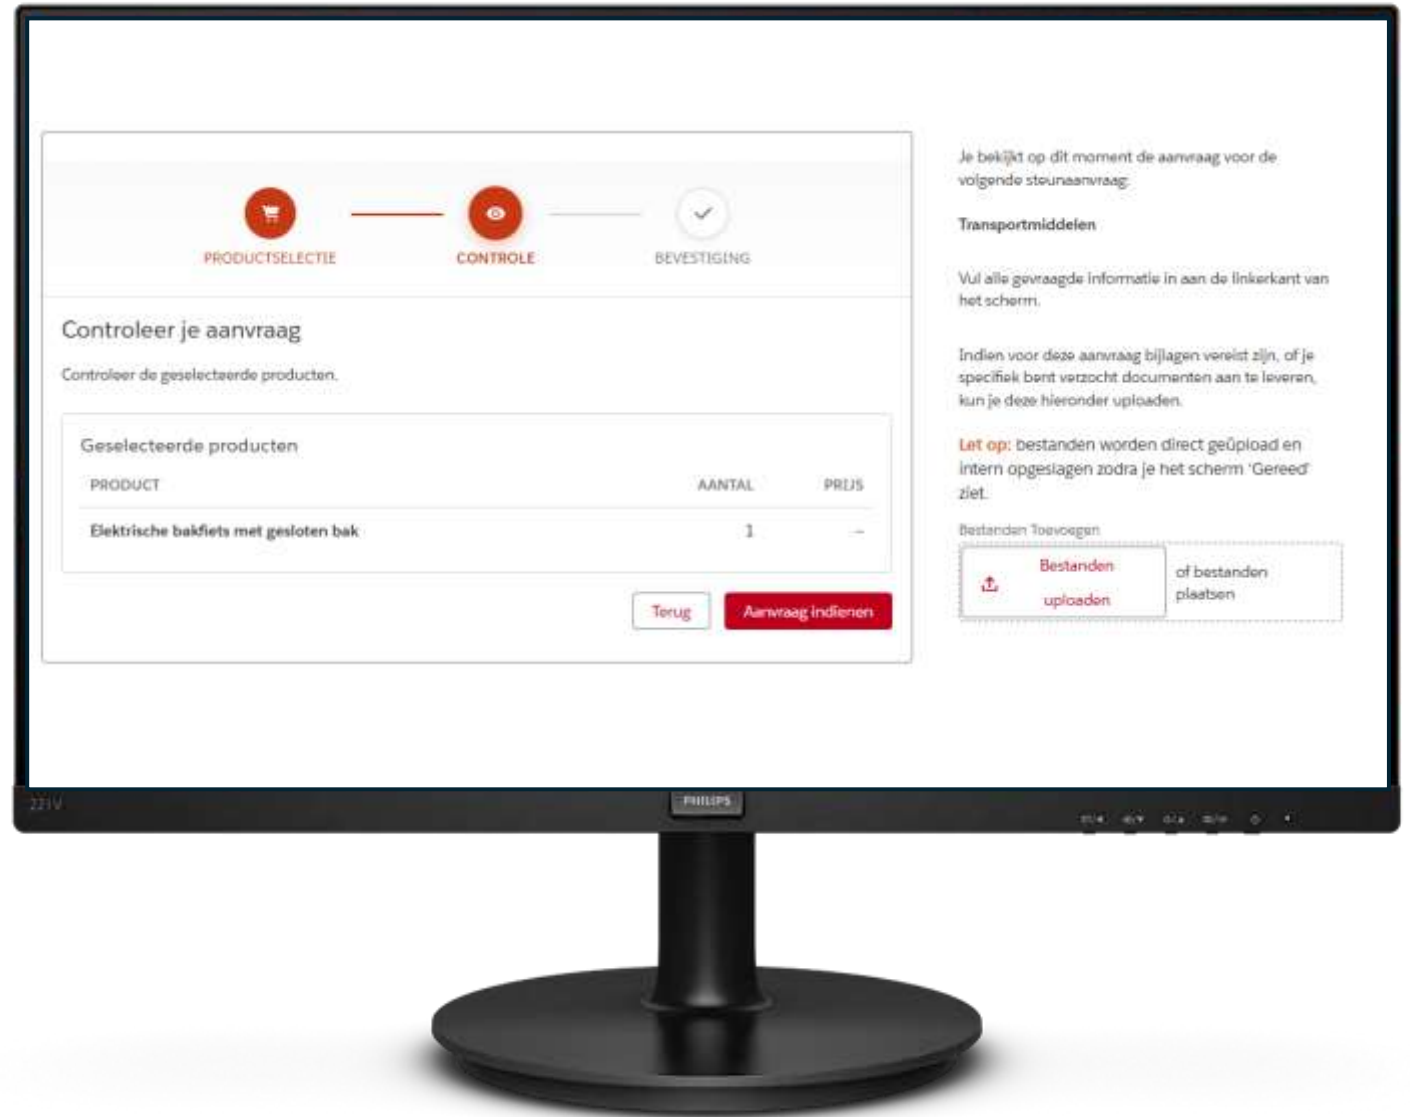 PRODUCTSELECTIE
CONTROLE
BEVESTIGING
Controleer je aanvraag
Controleer de geselecteerde producten.
Geselecteerde producten
PRODUCT AANTAL PRIJS
Elektrische bakfiets met gesloten bak 1 –
Terug
Aanvraag indienen
Je bekijkt op dit moment de aanvraag voor de
volgende steunaanvraag:
Transportmiddelen
Vul alle gevraagde informatie in aan de linkerkant van
het scherm.
Indien voor deze aanvraag bijlagen vereist zijn, of je
specifiek bent verzocht documenten aan te leveren,
kun je deze hieronder uploaden.
Let op: bestanden worden direct geüpload en
intern opgeslagen zodra je het scherm 'Gereed'
ziet.
Bestanden Toevoegen
Bestanden
uploaden
of bestanden
plaatsen
221V
PHILIPS